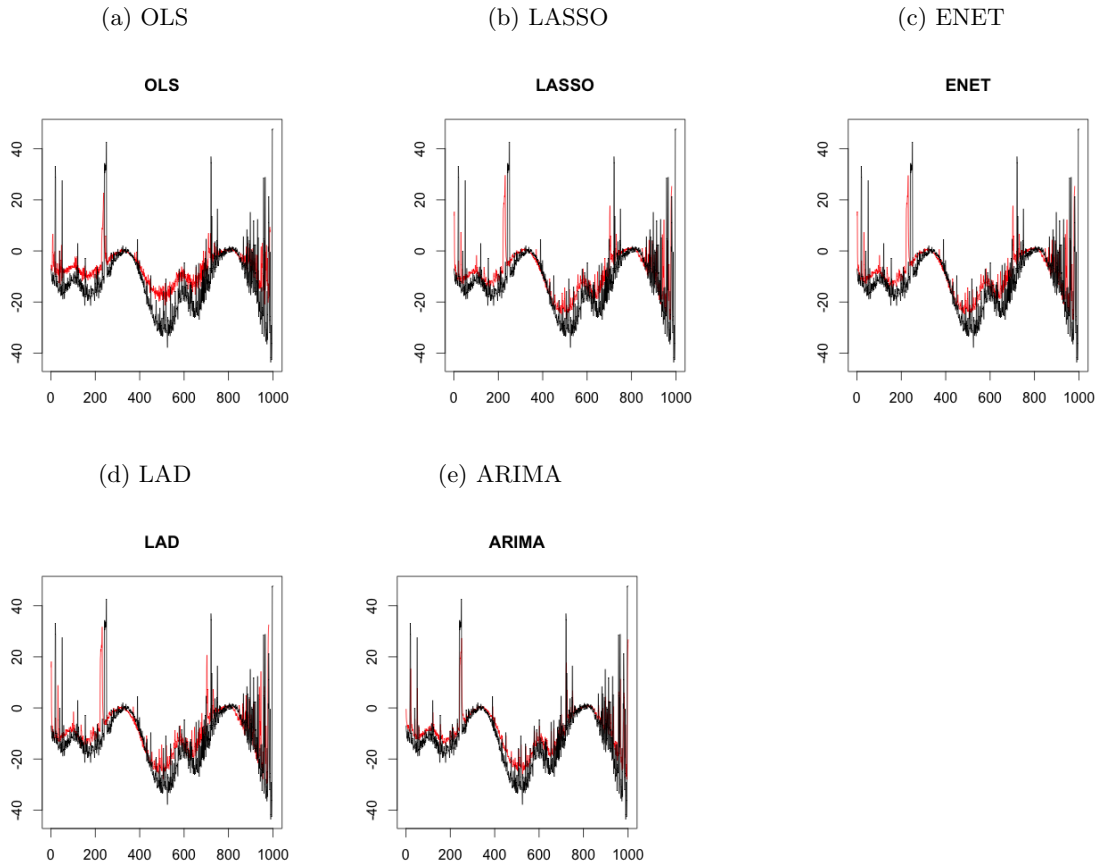 (a) OLS (b) LASSO (c) ENET
OLS LASSO ENET
40 40 40
20 20 20
0 0 0
-20 -20 -20
-40 -40 -40
0 200 400 600 800 1000 0 200 400 600 800 1000 0 200 400 600 800 1000
(d) LAD (e) ARIMA
LAD ARIMA
40 40
20 20
0 0
-20 -20
-40 -40
0 200 400 600 800 1000 0 200 400 600 800 1000